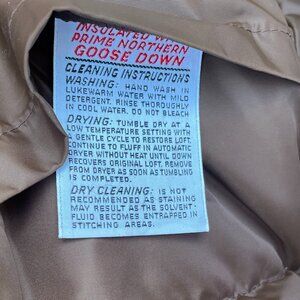 INSULATED WITH
PRIME NORTHERN
GOOSE DOWN
CLEANING INSTRUCTIONS
WASHING: HAND WASH IN
LUKEWARM WATER WITH MILD
DETERGENT. RINSE THOROUGHLY
IN COOL WATER. DO NOT BLEACH
DRYING: TUMBLE DRY AT A
LOW TEMPERATURE SETTING WITH
A GENTLE CYCLE TO RESTORE LOFT.
CONTINUE TO FLUFF IN AUTOMATIC
DRYER WITHOUT HEAT UNTIL DOWN
RECOVERS ORIGINAL LOFT. REMOVE
FROM DRYER AS SOON AS TUMBLING
IS COMPLETED.
DRY CLEANING: IS NOT
RECOMMENDED AS STAINING
MAY RESULT AS THE SOLVENT-
FLUID BECOMES ENTRAPPED IN
STITCHING AREAS.